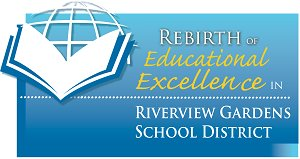 REBIRTH OF
Educational
Excellence IN
RIVERVIEW GARDENS
SCHOOL DISTRICT